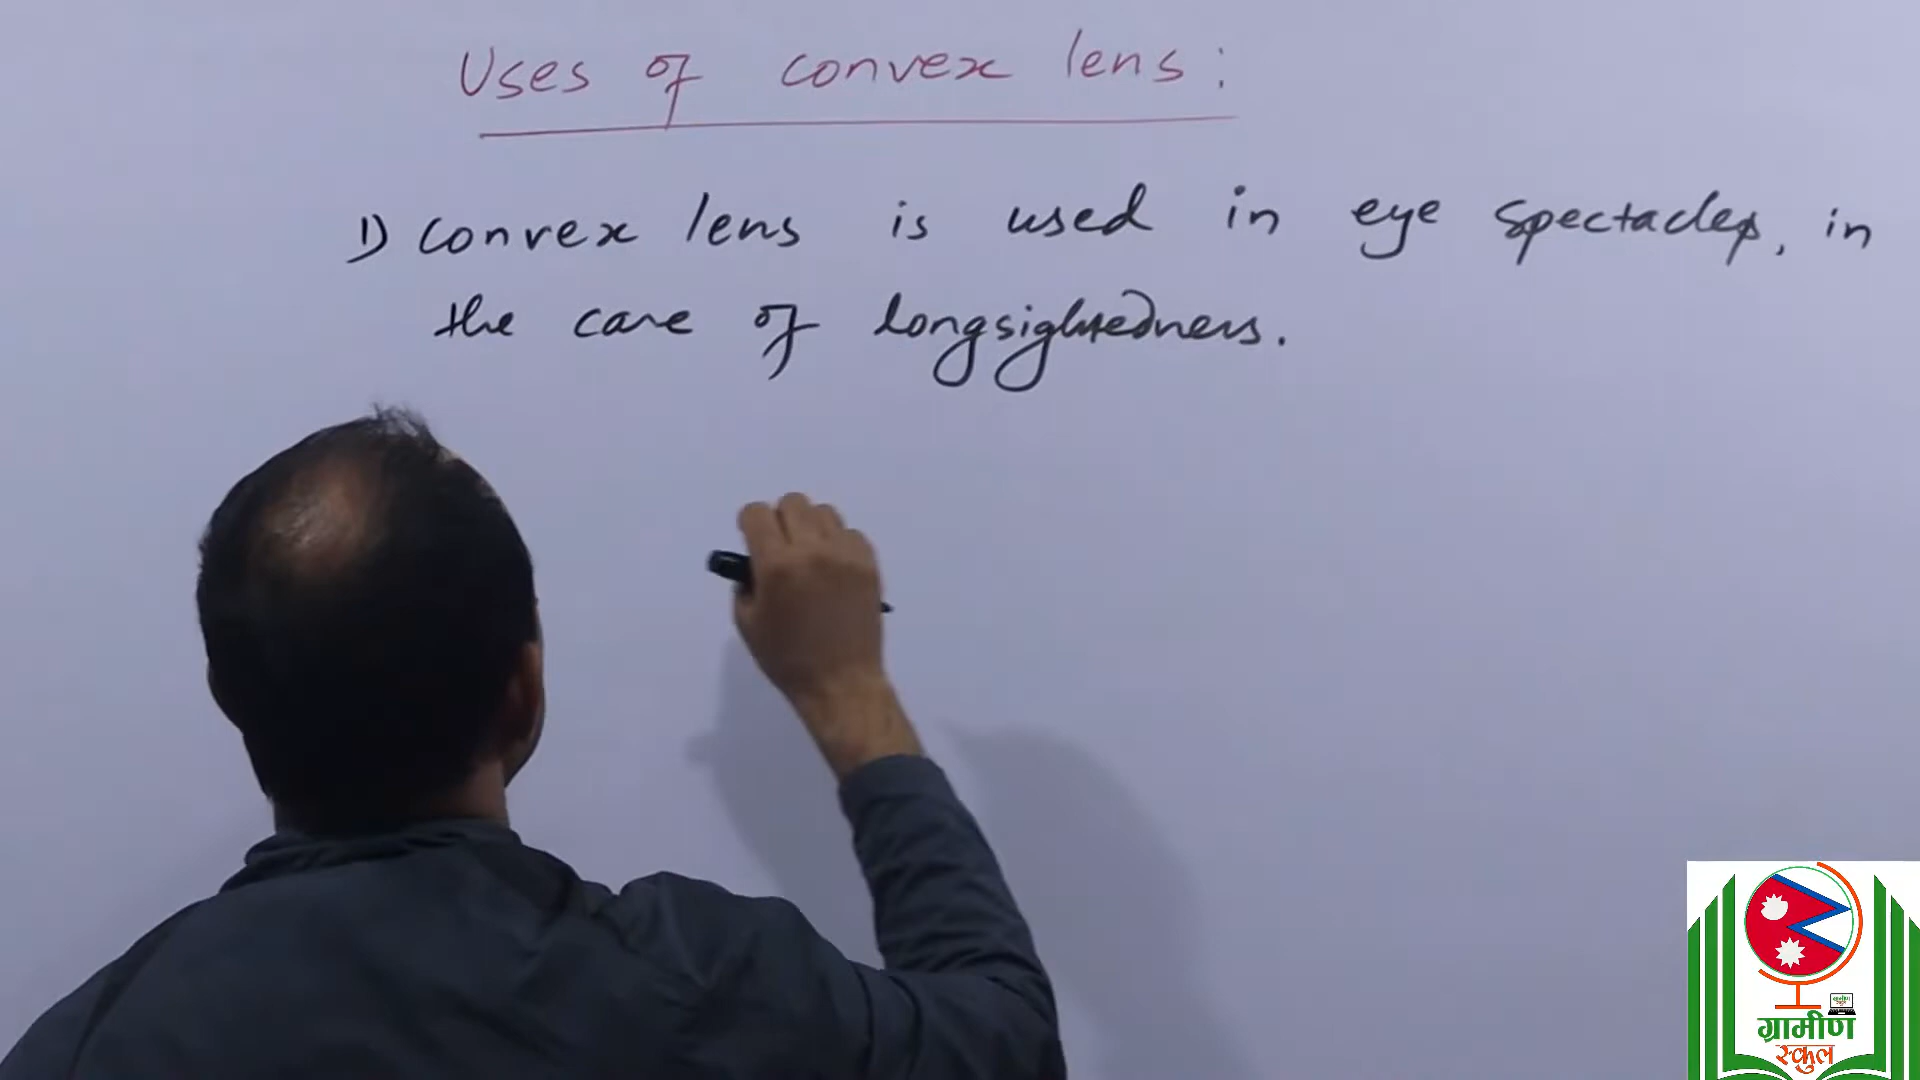 Uses of convex lens:
1) Convex lens is used in eye spectacles, in
the case of longsightedness.
ग्रामीण
स्कुल